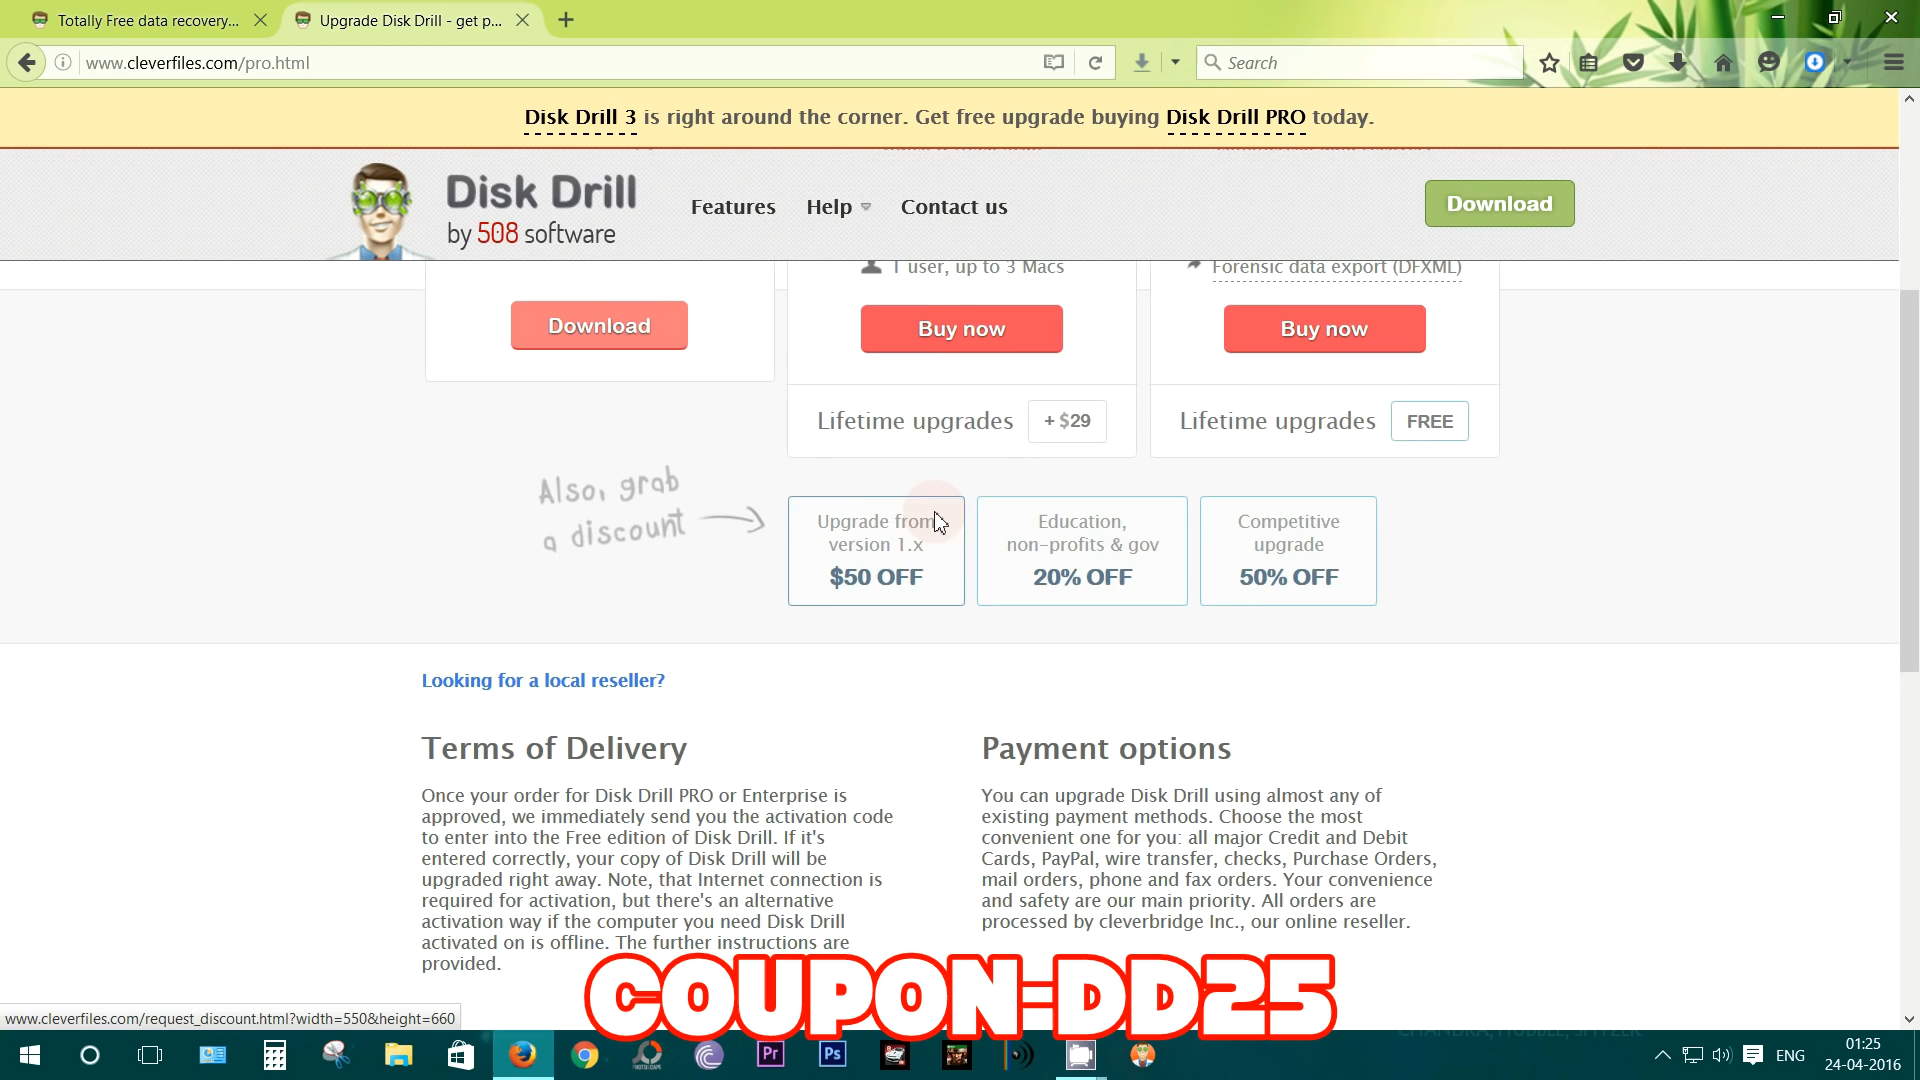 Totally Free data recovery...
Upgrade Disk Drill - get p...
www.cleverfiles.com/pro.html
Search
Disk Drill 3 is right around the corner. Get free upgrade buying Disk Drill PRO today.
Disk Drill
by 508 software
Features
Help
Contact us
Download
1 user, up to 3 Macs
Forensic data export (DFXML)
Download
Buy now
Buy now
Lifetime upgrades
+ $29
Lifetime upgrades
FREE
Also, grab
a discount
Upgrade from
version 1.x
$50 OFF
Education,
non-profits & gov
20% OFF
Competitive
upgrade
50% OFF
Looking for a local reseller?
Terms of Delivery
Once your order for Disk Drill PRO or Enterprise is
approved, we immediately send you the activation code
to enter into the Free edition of Disk Drill. If it's
entered correctly, your copy of Disk Drill will be
upgraded right away. Note, that Internet connection is
required for activation, but there's an alternative
activation way if the computer you need Disk Drill
activated on is offline. The further instructions are
provided.
Payment options
You can upgrade Disk Drill using almost any of
existing payment methods. Choose the most
convenient one for you: all major Credit and Debit
Cards, PayPal, wire transfer, checks, Purchase Orders,
mail orders, phone and fax orders. Your convenience
and safety are our main priority. All orders are
processed by cleverbridge Inc., our online reseller.
COUPON=DD25
www.cleverfiles.com/request_discount.html?width=550&height=660
Pr
Ps
ENG
01:25
24-04-2016